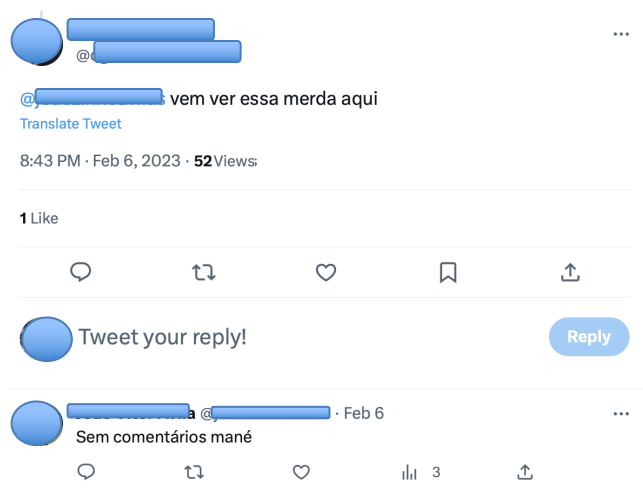 @
@ vem ver essa merda aqui
Translate Tweet
8:43 PM · Feb 6, 2023 · 52 Views
1 Like
Tweet your reply!
Reply
@ · Feb 6
Sem comentários mané
3